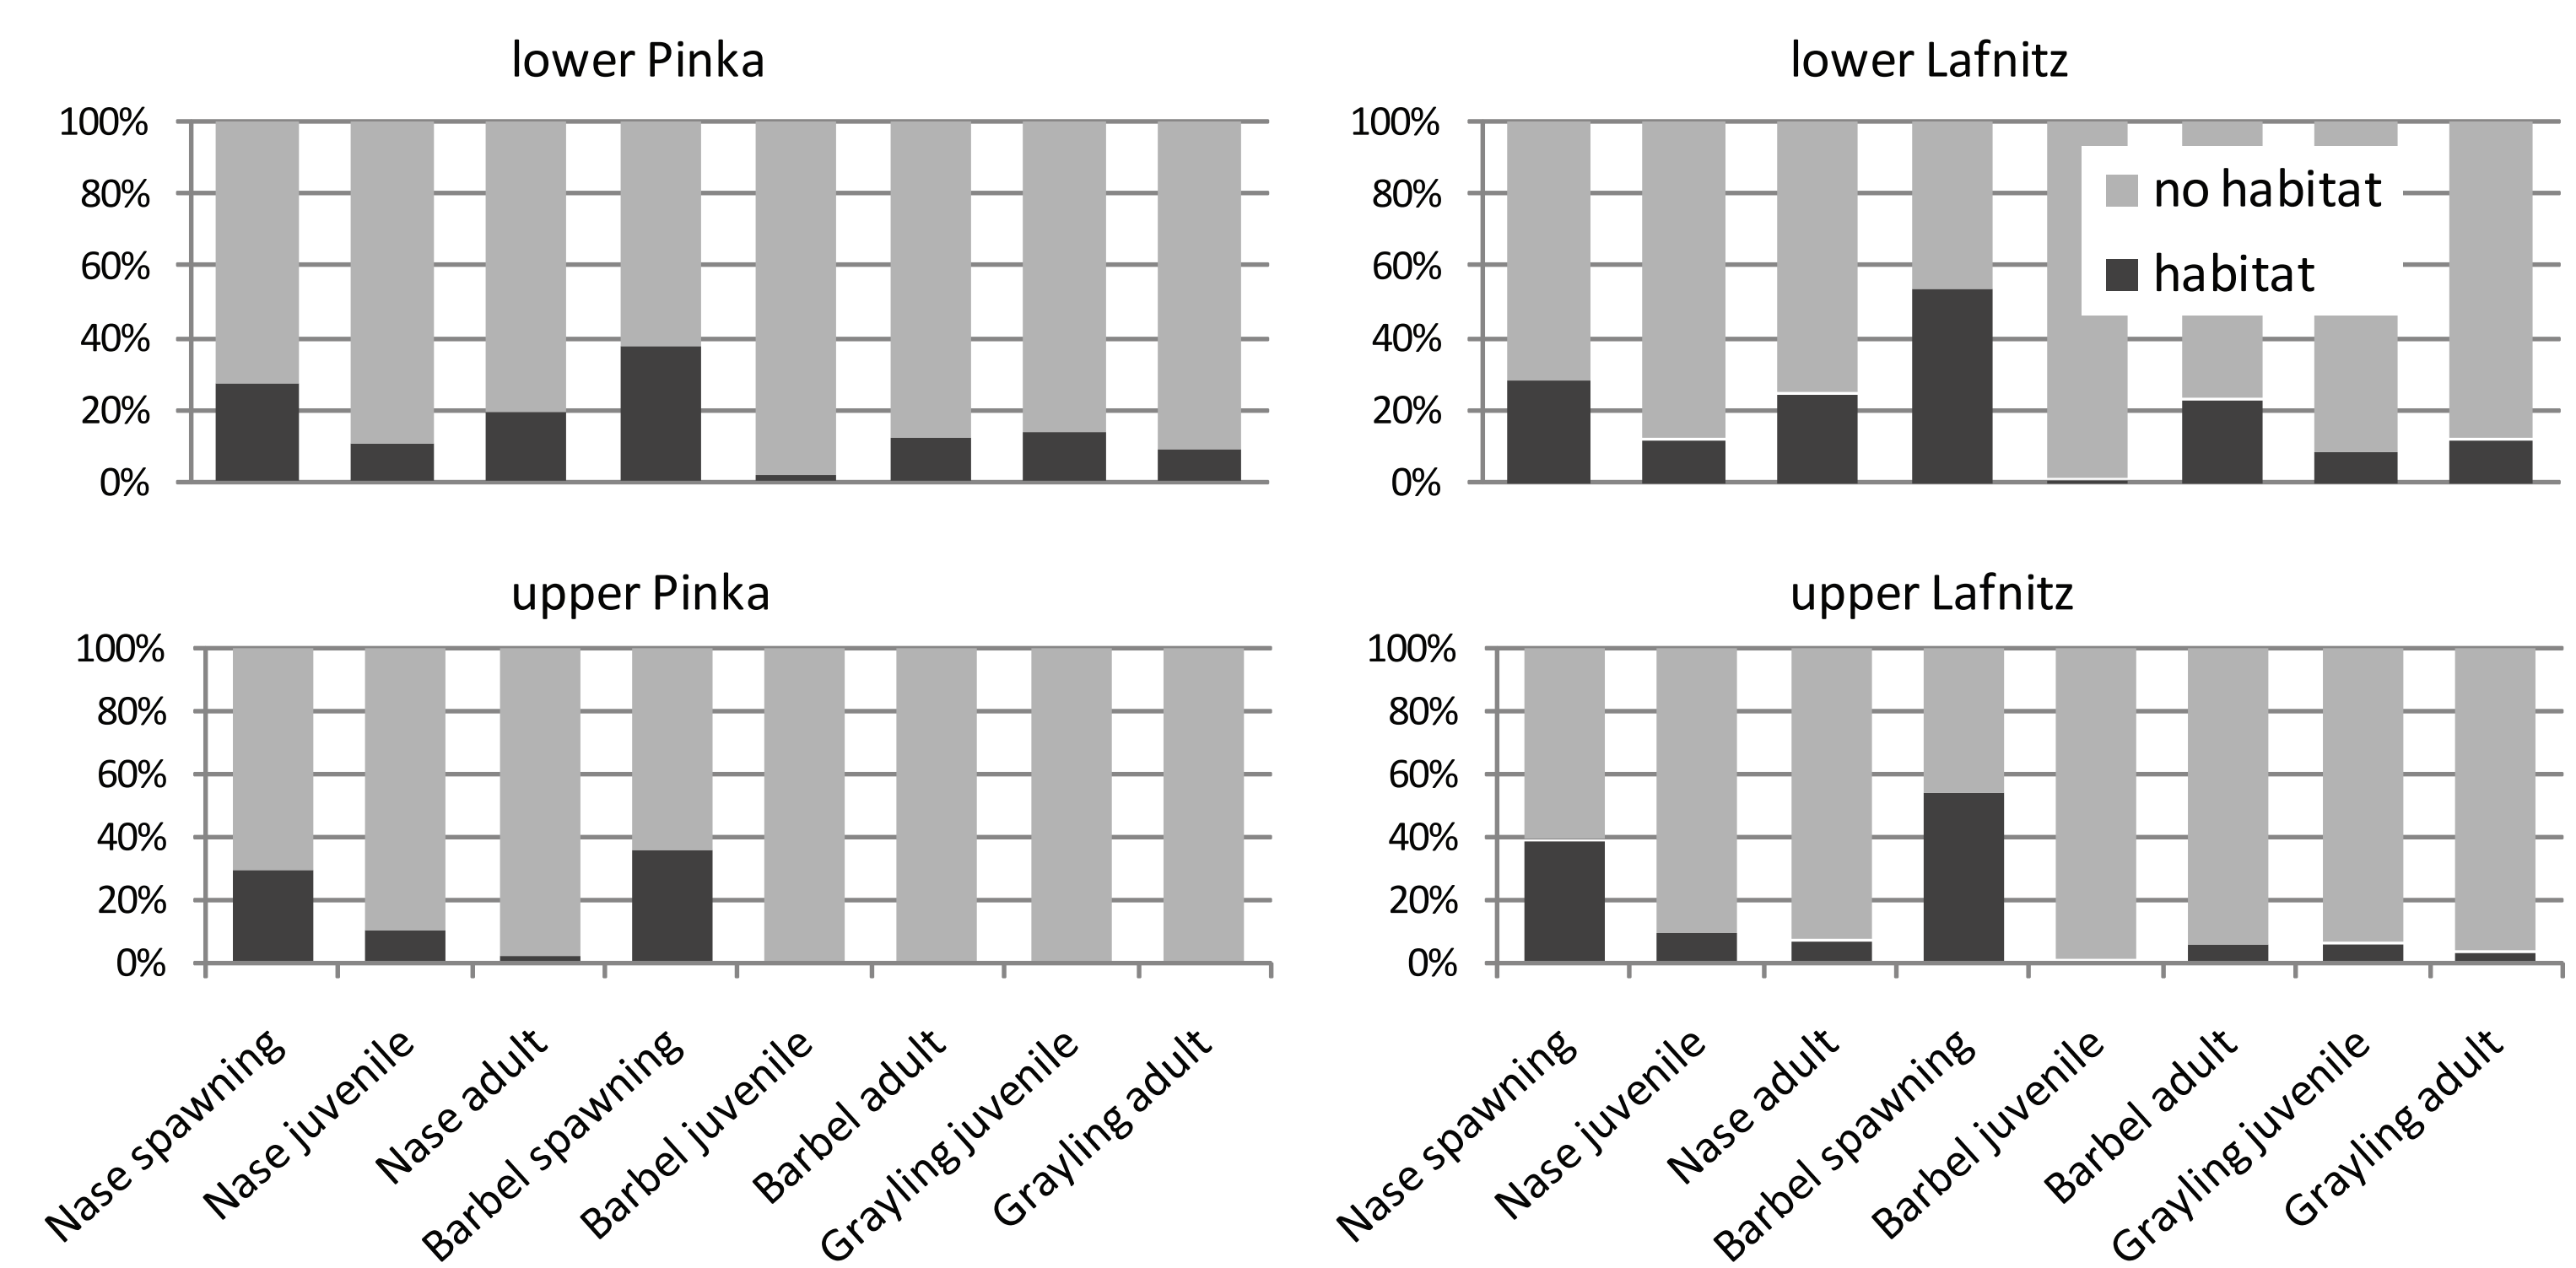 lower Pinka
100%
80%
60%
40%
20%
0%
lower Lafnitz
100%
80%
60%
40%
20%
0%
no habitat
habitat
upper Pinka
100%
80%
60%
40%
20%
0%
Nase spawning
Nase juvenile
Nase adult
Barbel spawning
Barbel juvenile
Barbel adult
Grayling juvenile
Grayling adult
upper Lafnitz
100%
80%
60%
40%
20%
0%
Nase spawning
Nase juvenile
Nase adult
Barbel spawning
Barbel juvenile
Barbel adult
Grayling juvenile
Grayling adult